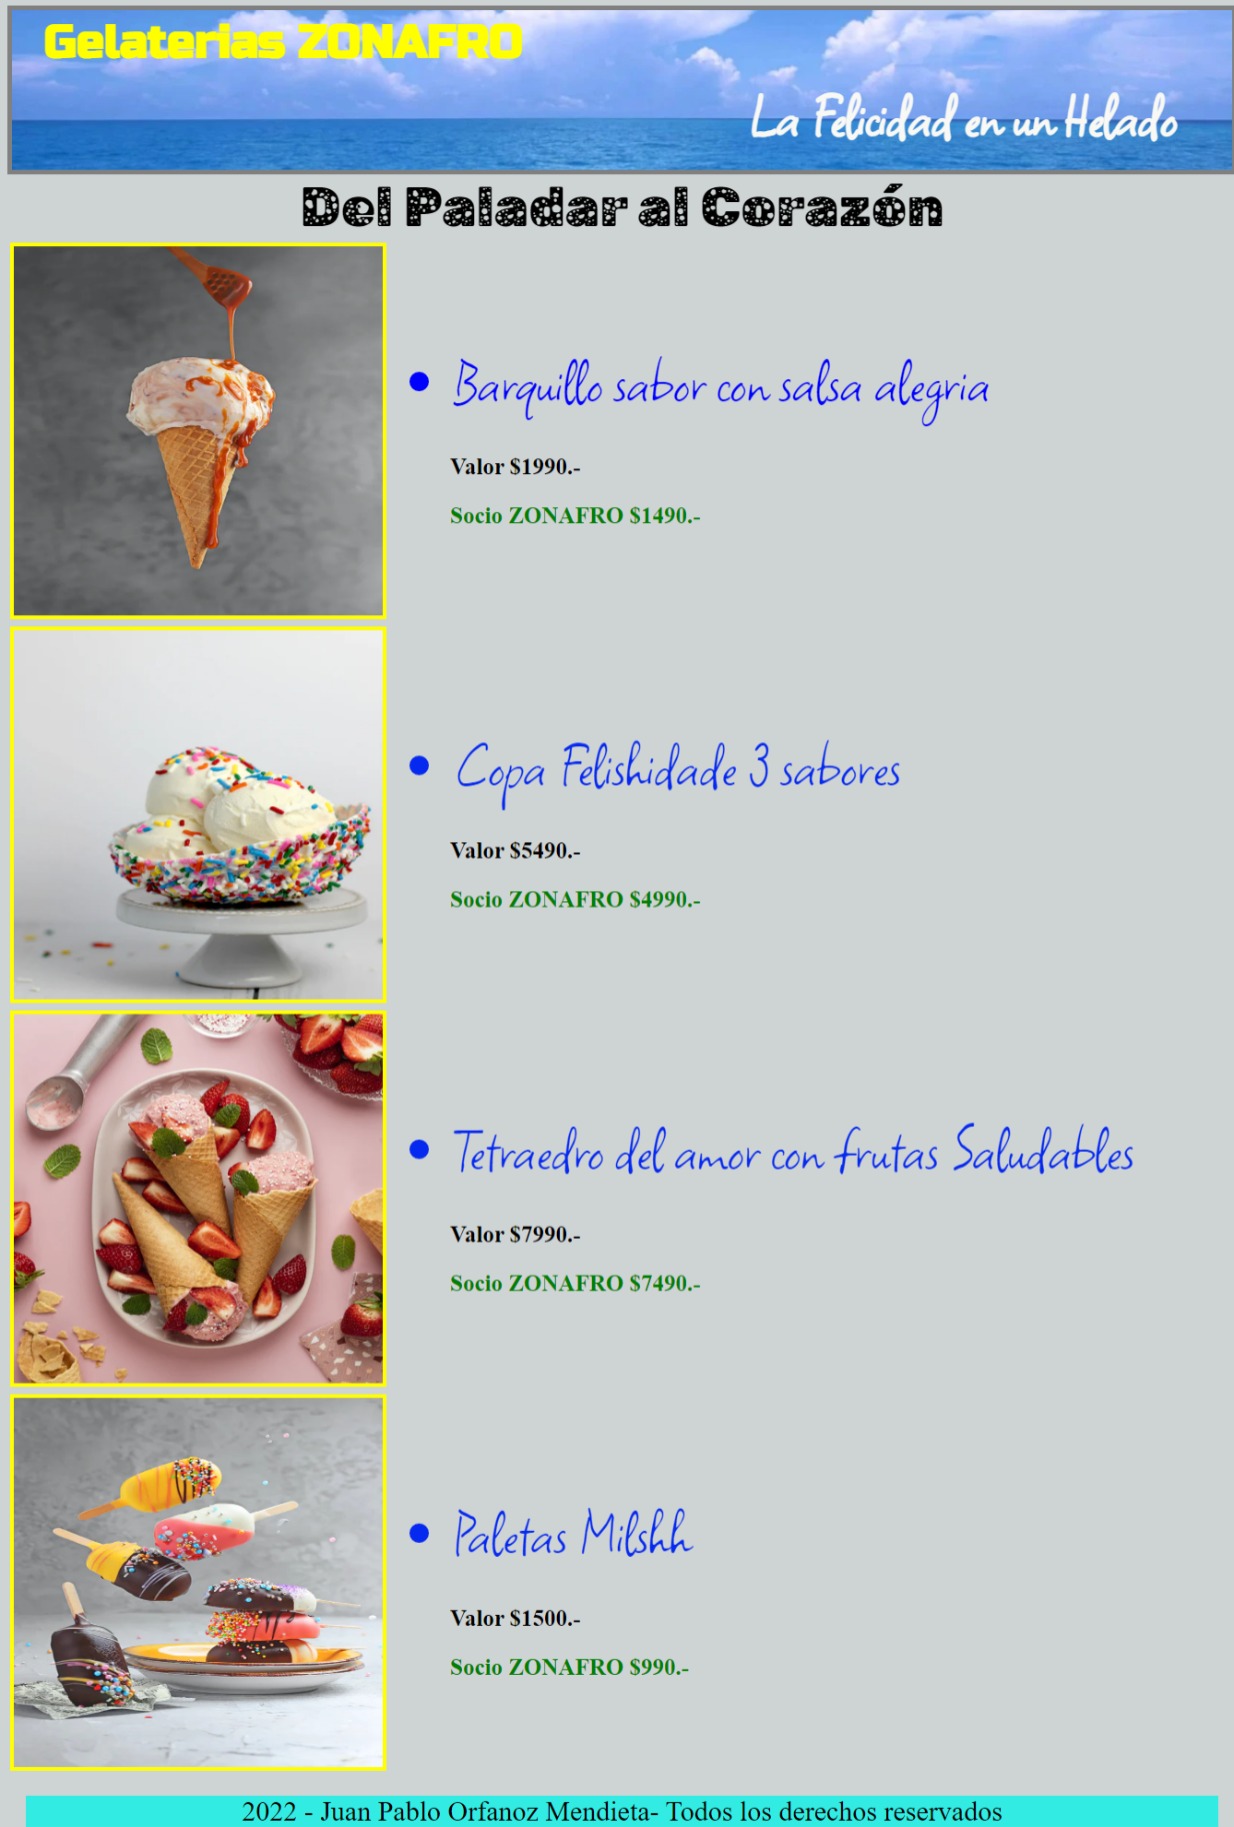 Gelaterias ZONAFRO
La Felicidad en un Helado
Del Paladar al Corazón
Barquillo sabor con salsa alegria
Valor $1990.-
Socio ZONAFRO $1490.-
Copa Felishidade 3 sabores
Valor $5490.-
Socio ZONAFRO $4990.-
Tetraedro del amor con frutas Saludables
Valor $7990.-
Socio ZONAFRO $7490.-
Paletas Milshh
Valor $1500.-
Socio ZONAFRO $990.-
2022 - Juan Pablo Orfanoz Mendieta- Todos los derechos reservados